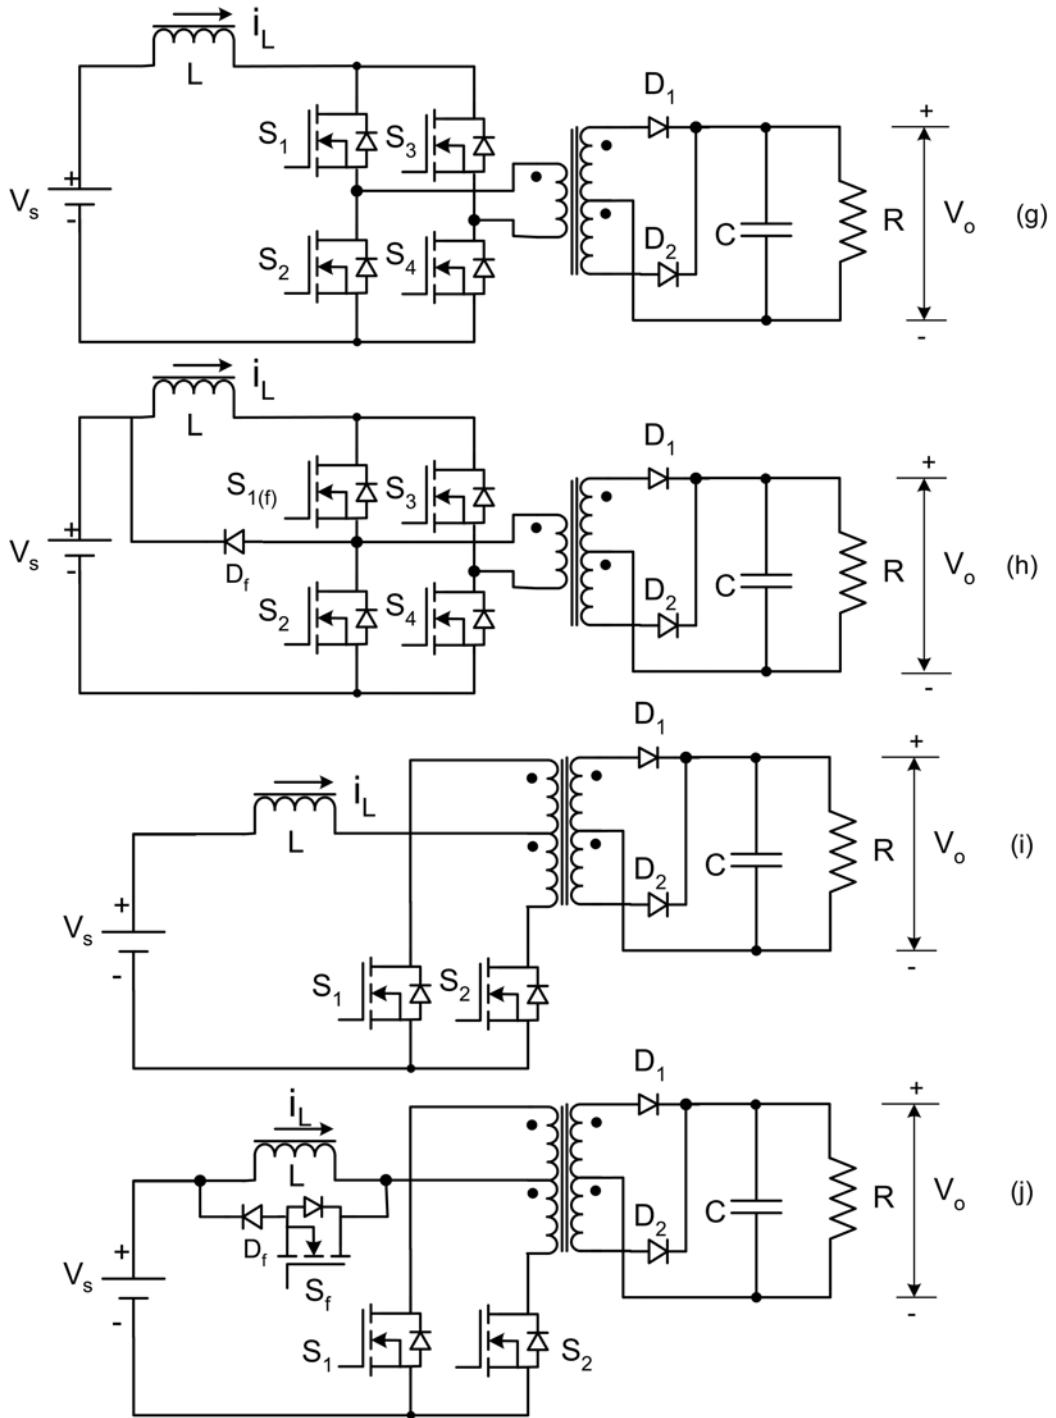 i_L
L
D_1
S_1
S_3
+
+
V_s
-
S_2
S_4
D_2
C
R
V_o
(g)
-
i_L
L
D_1
S_1(f)
S_3
+
+
V_s
-
D_f
S_2
S_4
D_2
C
R
V_o
(h)
-
D_1
+
i_L
L
D_2
C
R
V_o
(i)
+
V_s
-
S_1
S_2
-
D_1
+
i_L
L
D_f
S_f
D_2
C
R
V_o
(j)
+
V_s
-
S_1
S_2
-